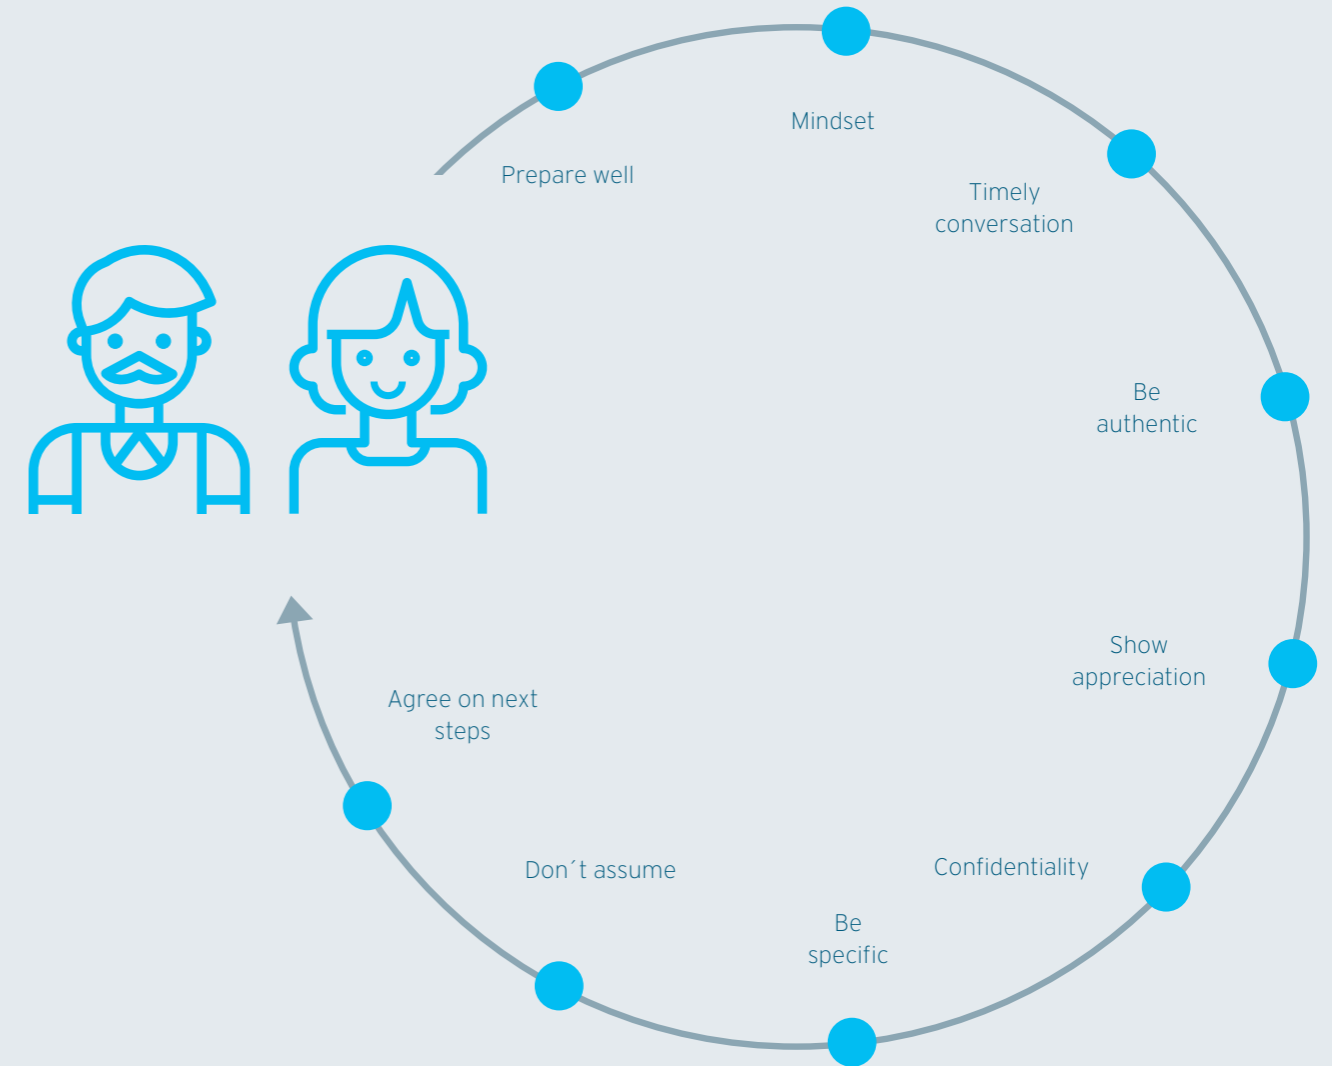 Prepare well
Mindset
Timely
conversation
Be
authentic
Show
appreciation
Confidentiality
Be
specific
Don´t assume
Agree on next
steps